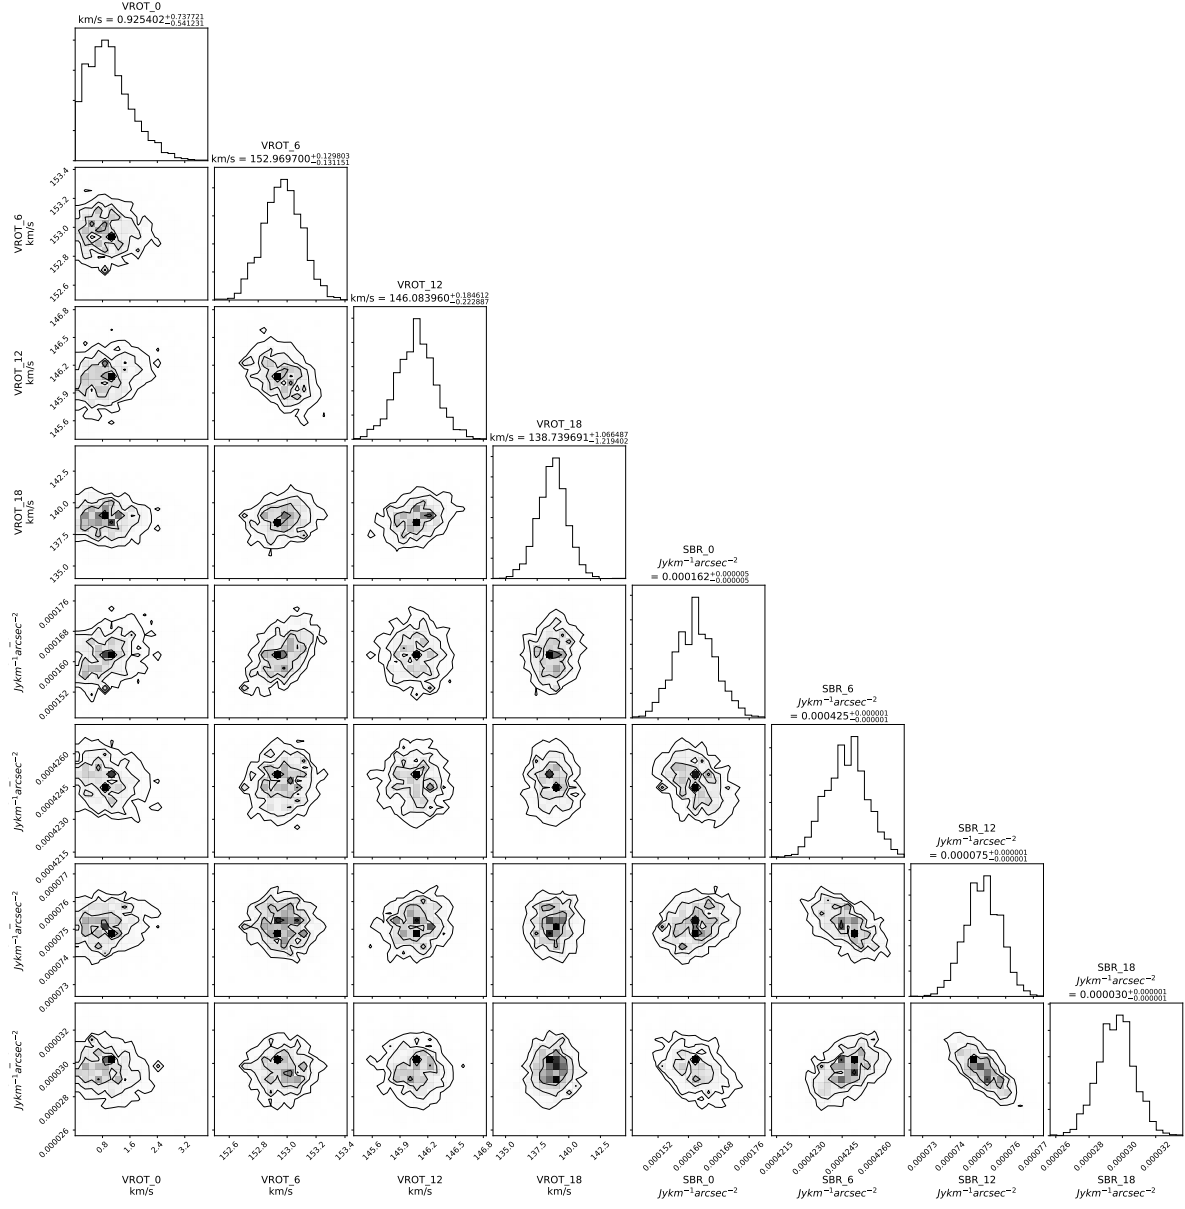 VROT_0
km/s = 0.925402+0.737721−0.541231
VROT_6
km/s = 152.969700+0.129803−0.131151
153.4
153.2
153.0
152.8
152.6
VROT_6
km/s
VROT_12
km/s = 146.083960+0.184612−0.222887
146.8
146.5
146.2
145.9
145.6
VROT_12
km/s
VROT_18
km/s = 138.739691+1.066487−1.219402
142.5
140.0
137.5
135.0
VROT_18
km/s
SBR_0
Jykm−1arcsec−2
= 0.000162+0.000005−0.000005
0.000176
0.000168
0.000160
0.000152
Jykm−1arcsec−2
SBR_6
Jykm−1arcsec−2
= 0.000425+0.000001−0.000001
0.0004260
0.0004245
0.0004230
0.0004215
Jykm−1arcsec−2
SBR_12
Jykm−1arcsec−2
= 0.000075+0.000001−0.000001
0.000077
0.000076
0.000075
0.000074
0.000073
Jykm−1arcsec−2
SBR_18
Jykm−1arcsec−2
= 0.000030+0.000001−0.000001
0.000032
0.000030
0.000028
0.000026
Jykm−1arcsec−2
0.8 1.6 2.4 3.2 152.6 152.8 153.0 153.2 153.4 145.6 145.9 146.2 146.5 146.8 135.0 137.5 140.0 142.5 0.000152 0.000160 0.000168 0.000176 0.0004215 0.0004230 0.0004245 0.0004260 0.000073 0.000074 0.000075 0.000076 0.000077 0.000026 0.000028 0.000030 0.000032
VROT_0 VROT_6 VROT_12 VROT_18 SBR_0 SBR_6 SBR_12 SBR_18
km/s km/s km/s km/s Jykm−1arcsec−2 Jykm−1arcsec−2 Jykm−1arcsec−2 Jykm−1arcsec−2